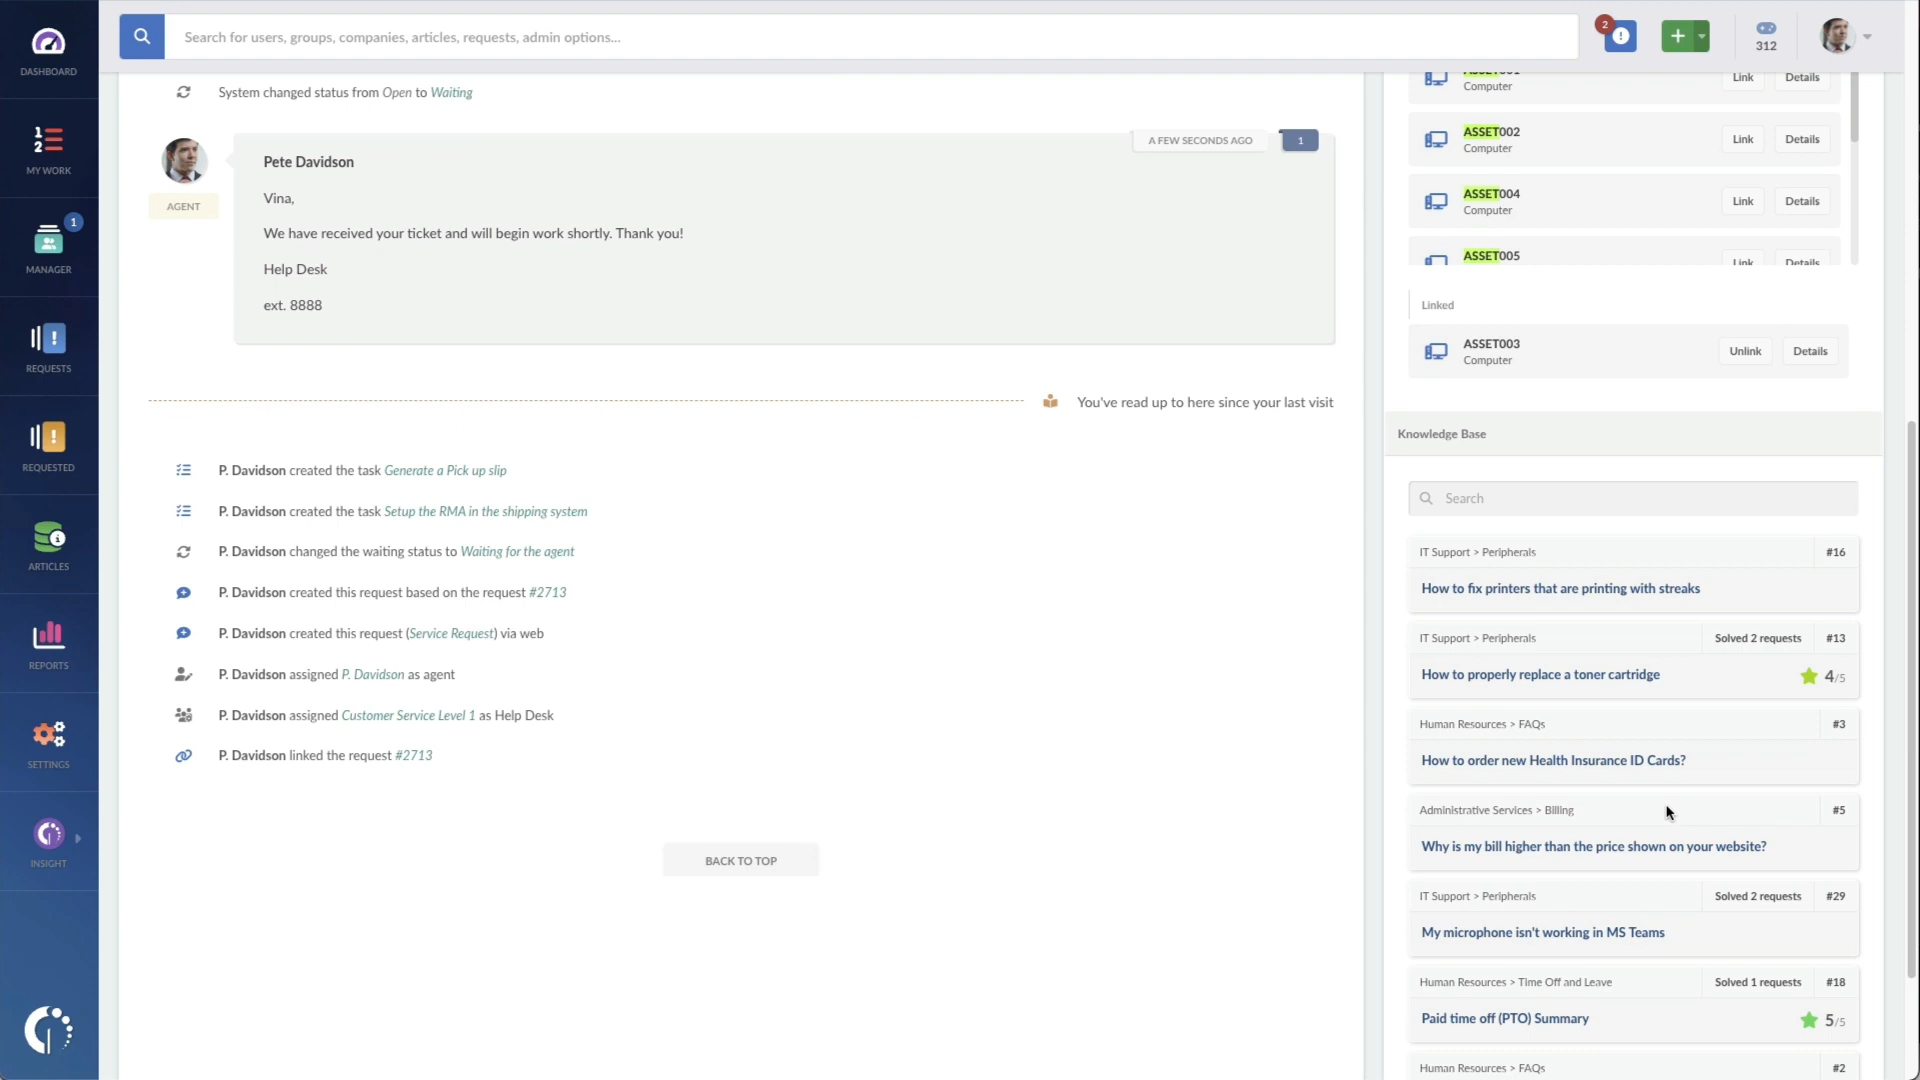 DASHBOARD
1
2
MY WORK
1
MANAGER
REQUESTS
REQUESTED
ARTICLES
REPORTS
SETTINGS
INSIGHT
Search for users, groups, companies, articles, requests, admin options...
2
312
System changed status from Open to Waiting
A FEW SECONDS AGO
1
Pete Davidson
AGENT
Vina,
We have received your ticket and will begin work shortly. Thank you!
Help Desk
ext. 8888
You've read up to here since your last visit
P. Davidson created the task Generate a Pick up slip
P. Davidson created the task Setup the RMA in the shipping system
P. Davidson changed the waiting status to Waiting for the agent
P. Davidson created this request based on the request #2713
P. Davidson created this request (Service Request) via web
P. Davidson assigned P. Davidson as agent
P. Davidson assigned Customer Service Level 1 as Help Desk
P. Davidson linked the request #2713
BACK TO TOP
ASSET001
Computer
Link Details
ASSET002
Computer
Link Details
ASSET004
Computer
Link Details
ASSET005
Link Details
Linked
ASSET003
Computer
Unlink Details
Knowledge Base
Search
IT Support > Peripherals #16
How to fix printers that are printing with streaks
IT Support > Peripherals Solved 2 requests #13
How to properly replace a toner cartridge 4/5
Human Resources > FAQs #3
How to order new Health Insurance ID Cards?
Administrative Services > Billing #5
Why is my bill higher than the price shown on your website?
IT Support > Peripherals Solved 2 requests #29
My microphone isn't working in MS Teams
Human Resources > Time Off and Leave Solved 1 requests #18
Paid time off (PTO) Summary 5/5
Human Resources > FAQs #2